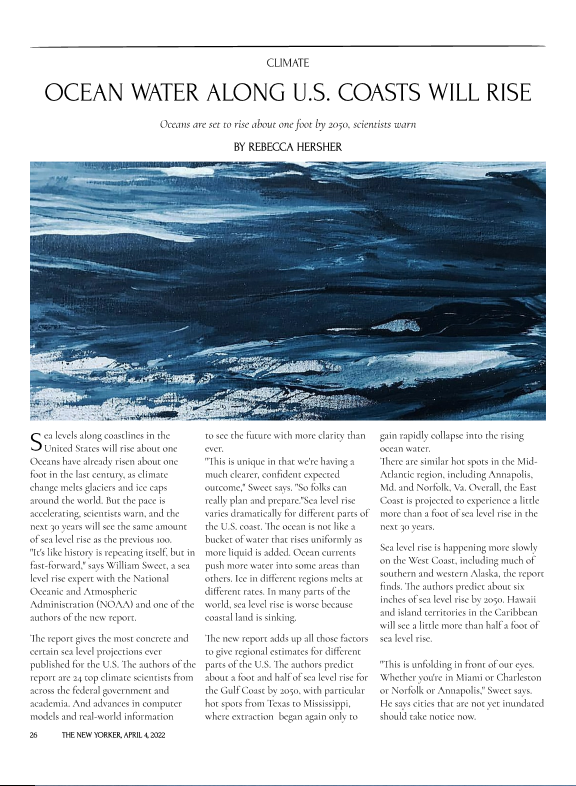 CLIMATE
OCEAN WATER ALONG U.S. COASTS WILL RISE
Oceans are set to rise about one foot by 2050, scientists warn
BY REBECCA HERSHER
Sea levels along coastlines in the
United States will rise about one
Oceans have already risen about one
foot in the last century, as climate
change melts glaciers and ice caps
around the world. But the pace is
accelerating, scientists warn, and the
next 30 years will see the same amount
of sea level rise as the previous 100.
"It's like history is repeating itself, but in
fast-forward," says William Sweet, a sea
level rise expert with the National
Oceanic and Atmospheric
Administration (NOAA) and one of the
authors of the new report.
The report gives the most concrete and
certain sea level projections ever
published for the U.S. The authors of the
report are 24 top climate scientists from
across the federal government and
academia. And advances in computer
models and real-world information
to see the future with more clarity than
ever.
"This is unique in that we're having a
much clearer, confident expected
outcome," Sweet says. "So folks can
really plan and prepare."Sea level rise
varies dramatically for different parts of
the U.S. coast. The ocean is not like a
bucket of water that rises uniformly as
more liquid is added. Ocean currents
push more water into some areas than
others. Ice in different regions melts at
different rates. In many parts of the
world, sea level rise is worse because
coastal land is sinking.
The new report adds up all those factors
to give regional estimates for different
parts of the U.S. The authors predict
about a foot and half of sea level rise for
the Gulf Coast by 2050, with particular
hot spots from Texas to Mississippi,
where extraction began again only to
gain rapidly collapse into the rising
ocean water.
There are similar hot spots in the Mid-
Atlantic region, including Annapolis,
Md. and Norfolk, Va. Overall, the East
Coast is projected to experience a little
more than a foot of sea level rise in the
next 30 years.
Sea level rise is happening more slowly
on the West Coast, including much of
southern and western Alaska, the report
finds. The authors predict about six
inches of sea level rise by 2050. Hawaii
and island territories in the Caribbean
will see a little more than half a foot of
sea level rise.
"This is unfolding in front of our eyes.
Whether you're in Miami or Charleston
or Norfolk or Annapolis," Sweet says.
He says cities that are not yet inundated
should take notice now.
26 THE NEW YORKER, APRIL 4, 2022